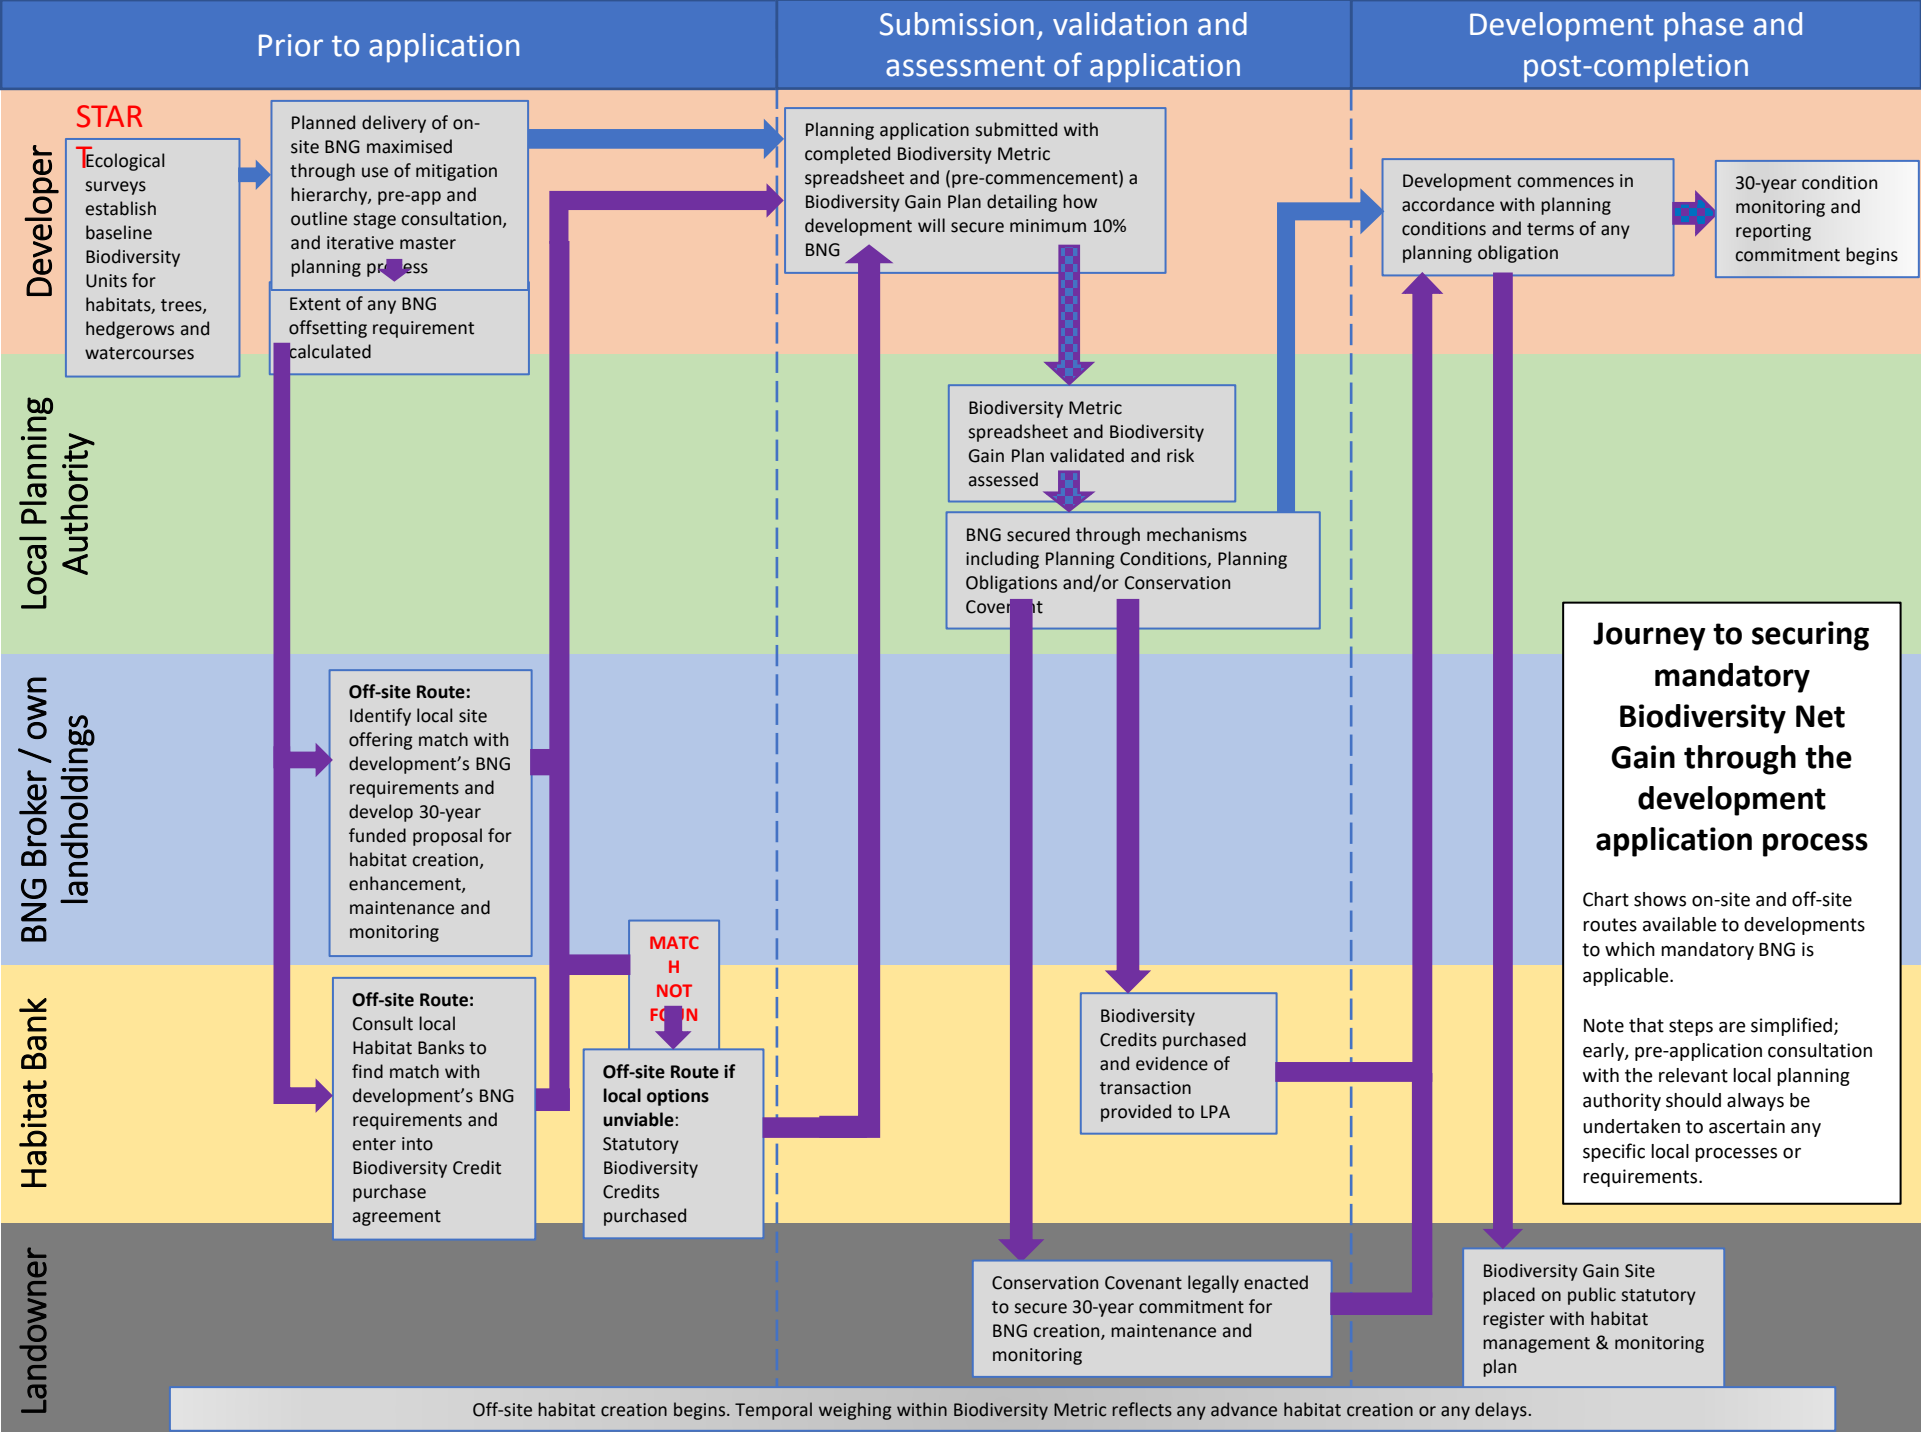 Prior to application
Submission, validation and
assessment of application
Development phase and
post-completion
Developer
STAR
T
Ecological
surveys
establish
baseline
Biodiversity
Units for
habitats, trees,
hedgerows and
watercourses
Planned delivery of on-
site BNG maximised
through use of mitigation
hierarchy, pre-app and
outline stage consultation,
and iterative master
planning process
Extent of any BNG
offsetting requirement
calculated
Planning application submitted with
completed Biodiversity Metric
spreadsheet and (pre-commencement) a
Biodiversity Gain Plan detailing how
development will secure minimum 10%
BNG
Development commences in
accordance with planning
conditions and terms of any
planning obligation
30-year condition
monitoring and
reporting
commitment begins
Local Planning
Authority
Biodiversity Metric
spreadsheet and Biodiversity
Gain Plan validated and risk
assessed
BNG secured through mechanisms
including Planning Conditions, Planning
Obligations and/or Conservation
Covenant
BNG Broker / own
landholdings
Off-site Route:
Identify local site
offering match with
development's BNG
requirements and
develop 30-year
funded proposal for
habitat creation,
enhancement,
maintenance and
monitoring
MATC
H
NOT
FOUN
Habitat Bank
Off-site Route:
Consult local
Habitat Banks to
find match with
development's BNG
requirements and
enter into
Biodiversity Credit
purchase
agreement
Off-site Route if
local options
unviable:
Statutory
Biodiversity
Credits
purchased
Biodiversity
Credits purchased
and evidence of
transaction
provided to LPA
Journey to securing
mandatory
Biodiversity Net
Gain through the
development
application process
Chart shows on-site and off-site
routes available to developments
to which mandatory BNG is
applicable.
Note that steps are simplified;
early, pre-application consultation
with the relevant local planning
authority should always be
undertaken to ascertain any
specific local processes or
requirements.
Landowner
Conservation Covenant legally enacted
to secure 30-year commitment for
BNG creation, maintenance and
monitoring
Biodiversity Gain Site
placed on public statutory
register with habitat
management & monitoring
plan
Off-site habitat creation begins. Temporal weighing within Biodiversity Metric reflects any advance habitat creation or any delays.